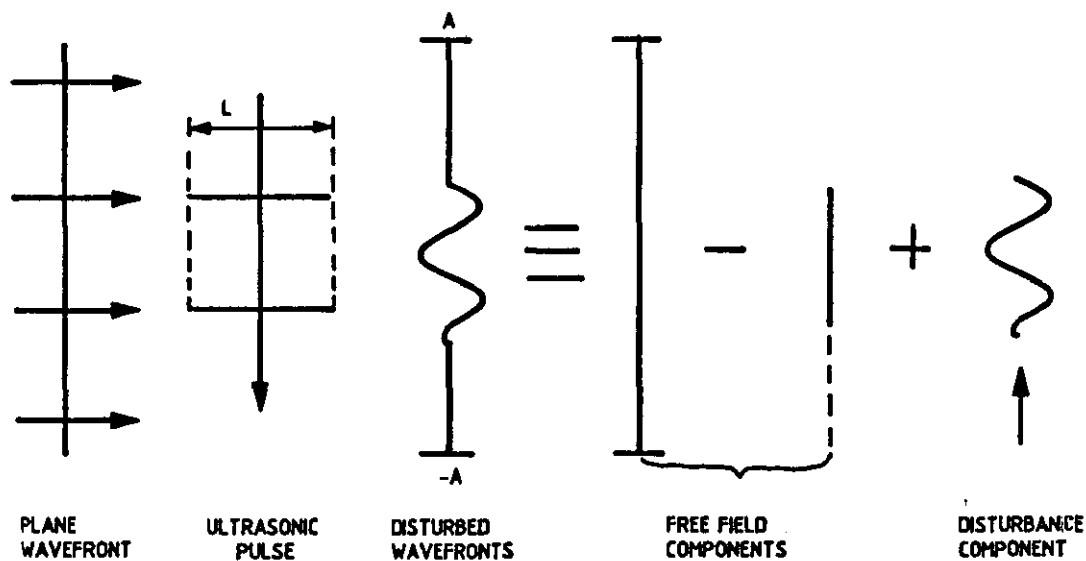 A
L
-A
PLANE
WAVEFRONT
ULTRASONIC
PULSE
DISTURBED
WAVEFRONTS
FREE FIELD
COMPONENTS
DISTURBANCE
COMPONENT